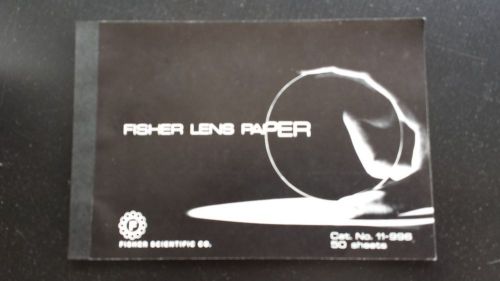 FISHER LENS PAPER
F
FISHER SCIENTIFIC CO.
Cat. No. 11-996
50 sheets